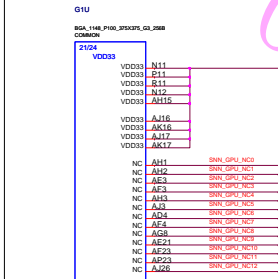 G1U
BGA_1148_P100_375X375_G3_256B
COMMON
21/24
VDD33
VDD33 N11
VDD33 P11
VDD33 R11
VDD33 N12
VDD33 AH15
VDD33 AJ16
VDD33 AK16
VDD33 AJ17
VDD33 AK17
NC AH1 SNN_GPU_NC0
NC AH2 SNN_GPU_NC1
NC AE3 SNN_GPU_NC2
NC AF3 SNN_GPU_NC3
NC AH3 SNN_GPU_NC4
NC AJ3 SNN_GPU_NC5
NC AD4 SNN_GPU_NC6
NC AF4 SNN_GPU_NC7
NC AG8 SNN_GPU_NC8
NC AE21 SNN_GPU_NC9
NC AF23 SNN_GPU_NC10
NC AP23 SNN_GPU_NC11
NC AJ26 SNN_GPU_NC12